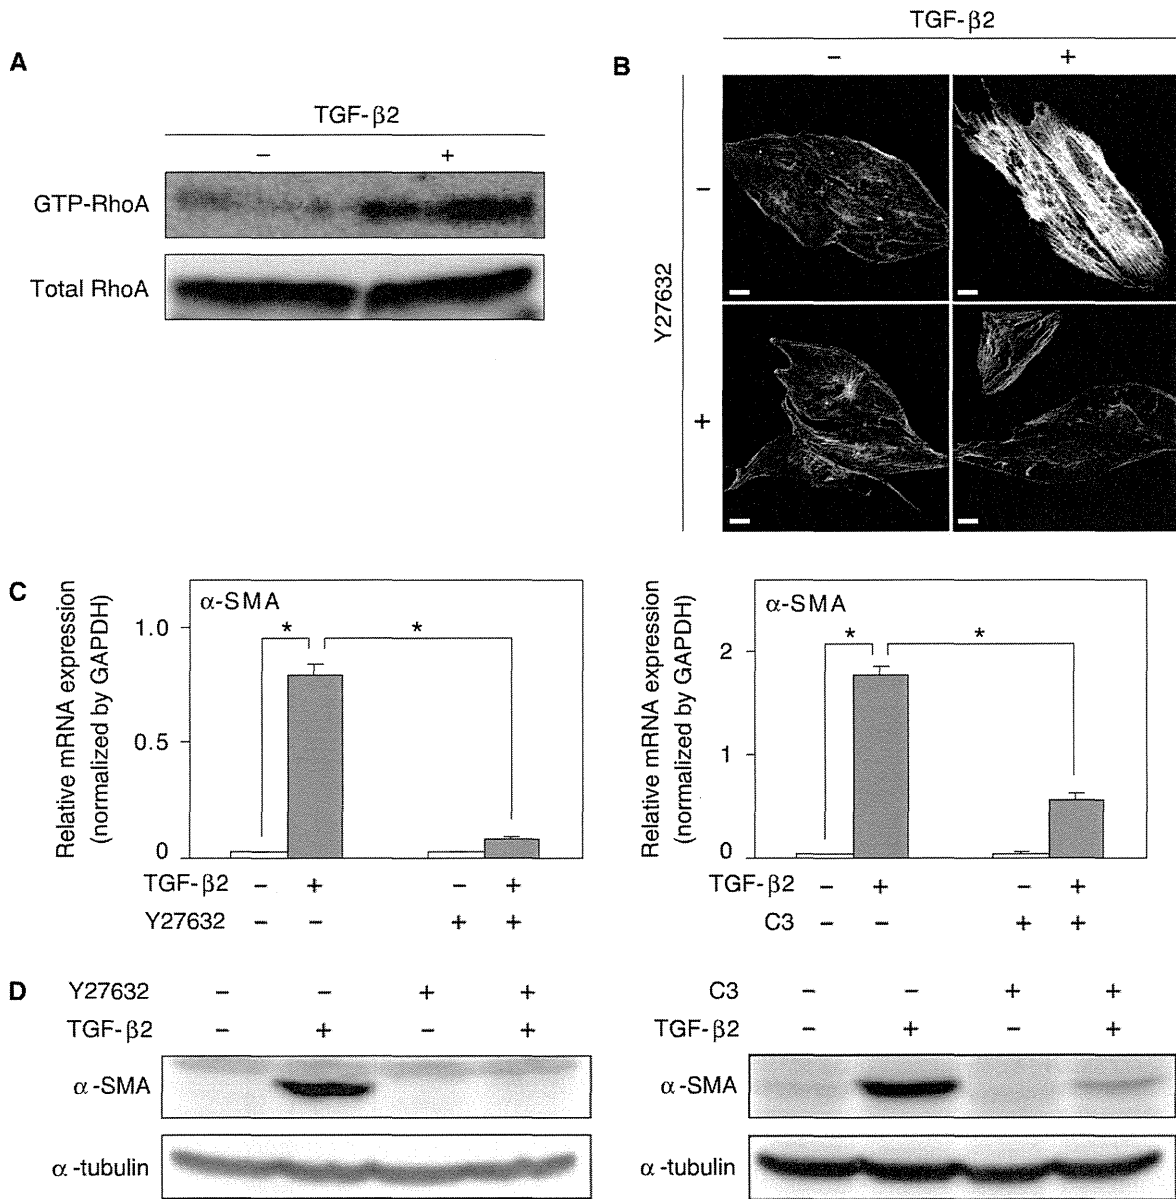 A
TGF-β2
− +
GTP-RhoA
Total RhoA
B
TGF-β2
− +
Y27632
−
+
C
Relative mRNA expression
(normalized by GAPDH)
α-SMA
* *
1.0
0.5
0
TGF-β2 − + − +
Y27632 − − + +
Relative mRNA expression
(normalized by GAPDH)
α-SMA
* *
2
1
0
TGF-β2 − + − +
C3 − − + +
D
Y27632 − − + +
TGF-β2 − + − +
α-SMA
α-tubulin
C3 − − + +
TGF-β2 − + − +
α-SMA
α-tubulin